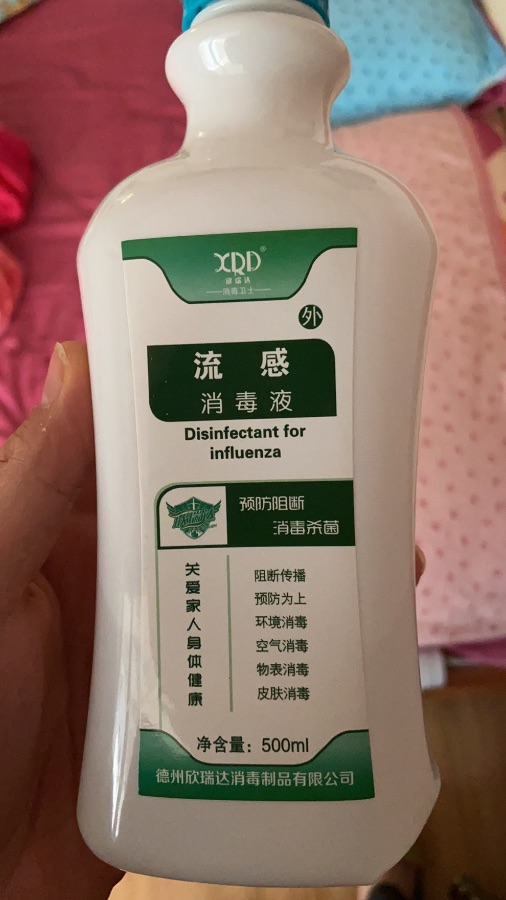 XRD®
欣瑞达
消毒卫士
外
流感
消毒液
Disinfectant for
influenza
预防阻断
消毒杀菌
关爱家人身体健康
阻断传播
预防为上
环境消毒
空气消毒
物表消毒
皮肤消毒
净含量：500ml
德州欣瑞达消毒制品有限公司